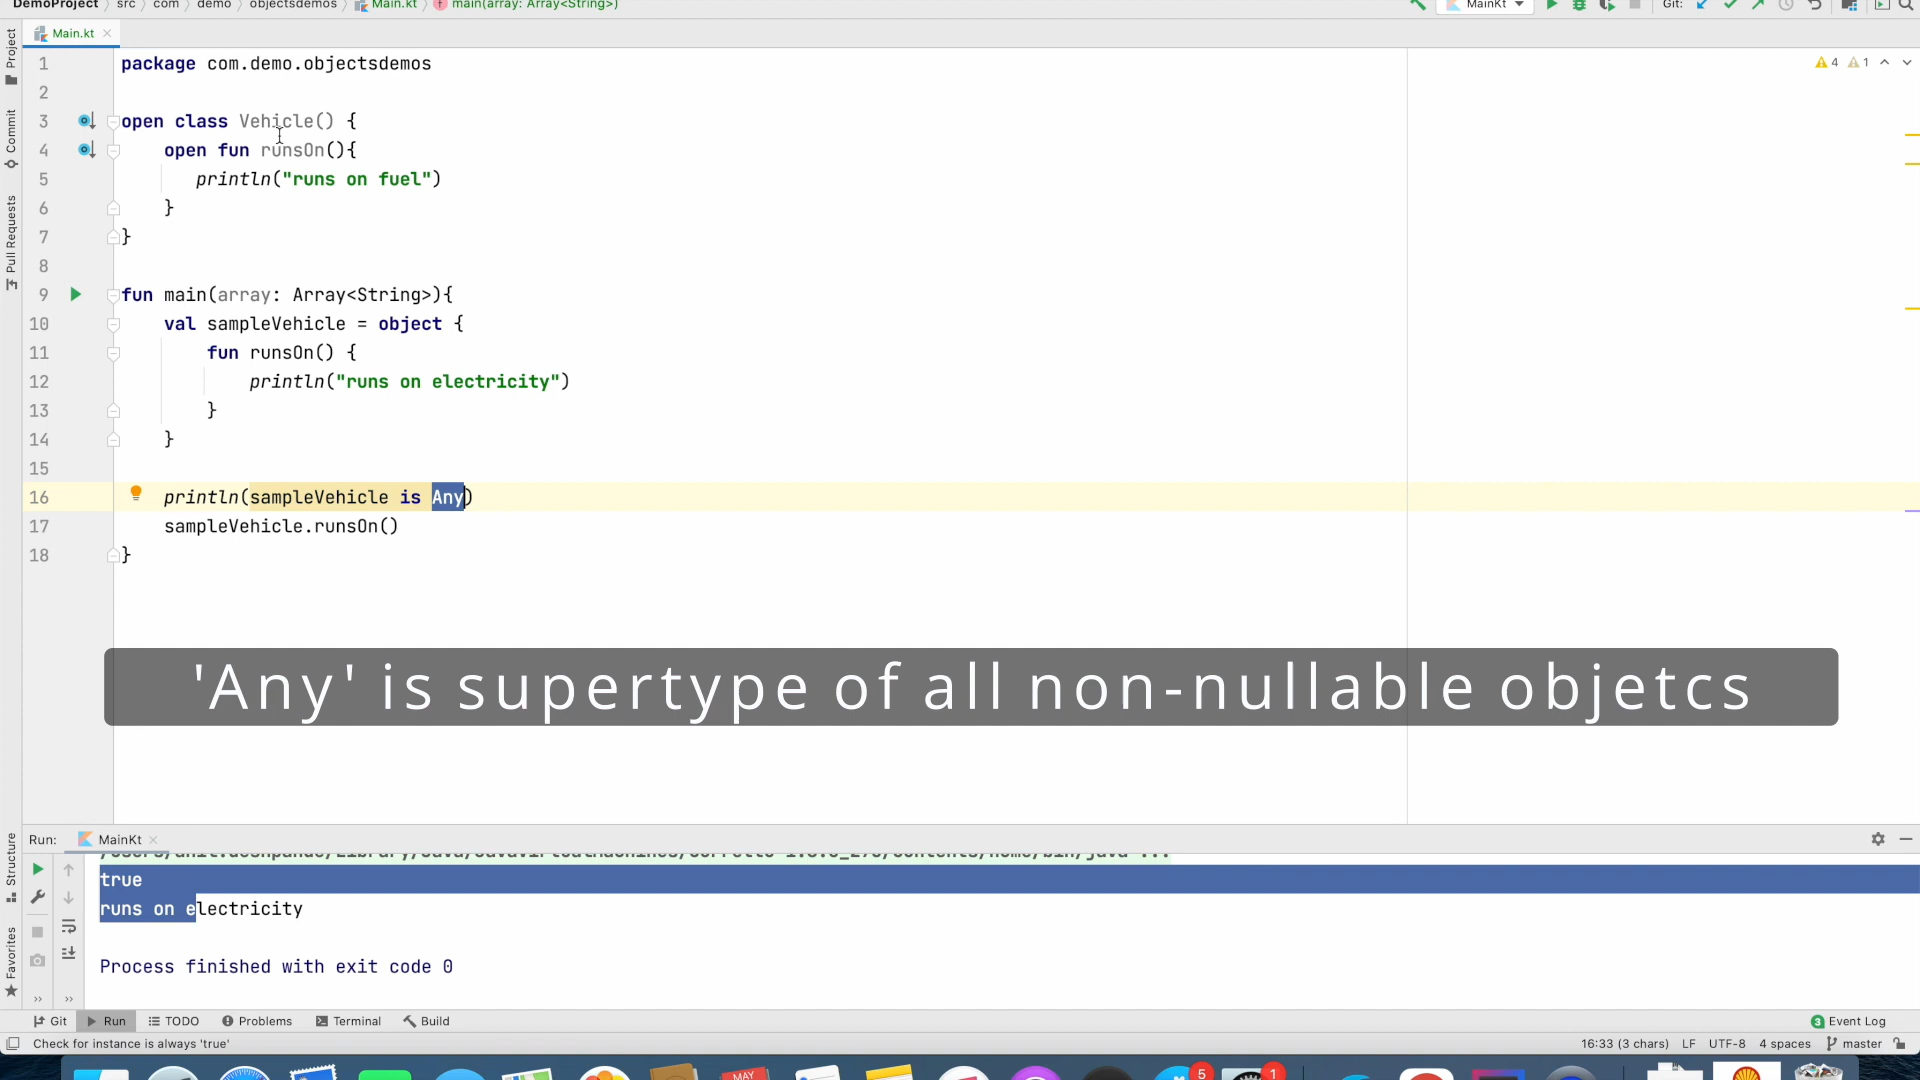 DemoProject > src > com > demo > objectsdemos > Main.kt > main(array: Array<String>)
MainKt
Git:
Main.kt
Project
Commit
Pull Requests
Structure
Favorites
4 1
1 package com.demo.objectsdemos
2
3 open class Vehicle() {
4 open fun runsOn(){
5 println("runs on fuel")
6 }
7 }
8
9 fun main(array: Array<String>){
10 val sampleVehicle = object {
11 fun runsOn() {
12 println("runs on electricity")
13 }
14 }
15
16 println(sampleVehicle is Any)
17 sampleVehicle.runsOn()
18 }
'Any' is supertype of all non-nullable objetcs
Run: MainKt
true
runs on electricity
Process finished with exit code 0
Git Run TODO Problems Terminal Build
3 Event Log
Check for instance is always 'true'
16:33 (3 chars) LF UTF-8 4 spaces master
MAY
5
1